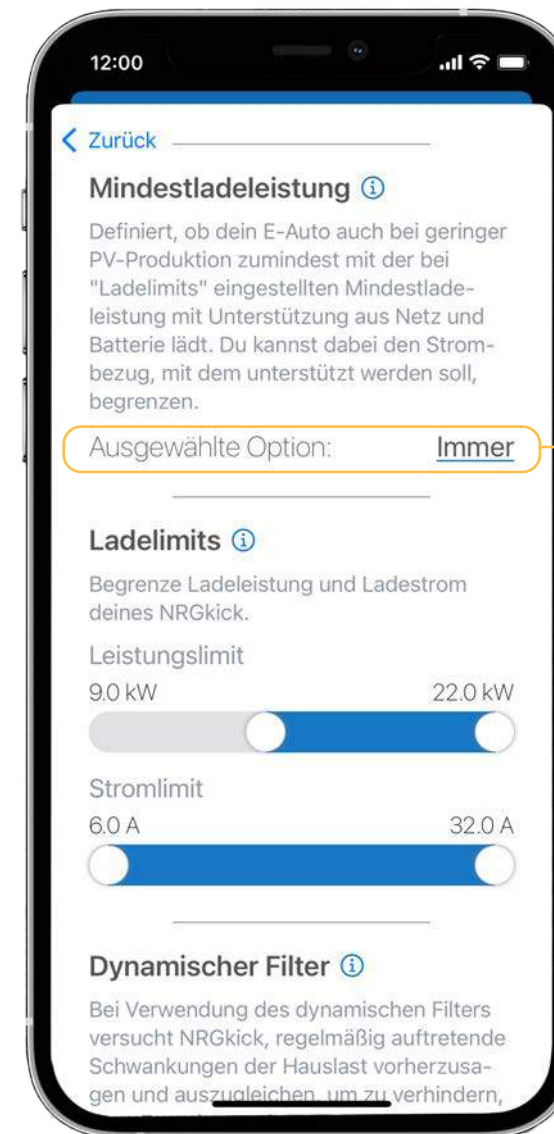 12:00
Zurück
Mindestladeleistung
Definiert, ob dein E-Auto auch bei geringer
PV-Produktion zumindest mit der bei
"Ladelimits" eingestellten Mindestlade-
leistung mit Unterstützung aus Netz und
Batterie lädt. Du kannst dabei den Strom-
bezug, mit dem unterstützt werden soll,
begrenzen.
Ausgewählte Option: Immer
Ladelimits
Begrenze Ladeleistung und Ladestrom
deines NRGkick.
Leistungslimit
9.0 kW 22.0 kW
Stromlimit
6.0 A 32.0 A
Dynamischer Filter
Bei Verwendung des dynamischen Filters
versucht NRGkick, regelmäßig auftretende
Schwankungen der Hauslast vorherzusa-
gen und auszugleichen, um zu verhindern,